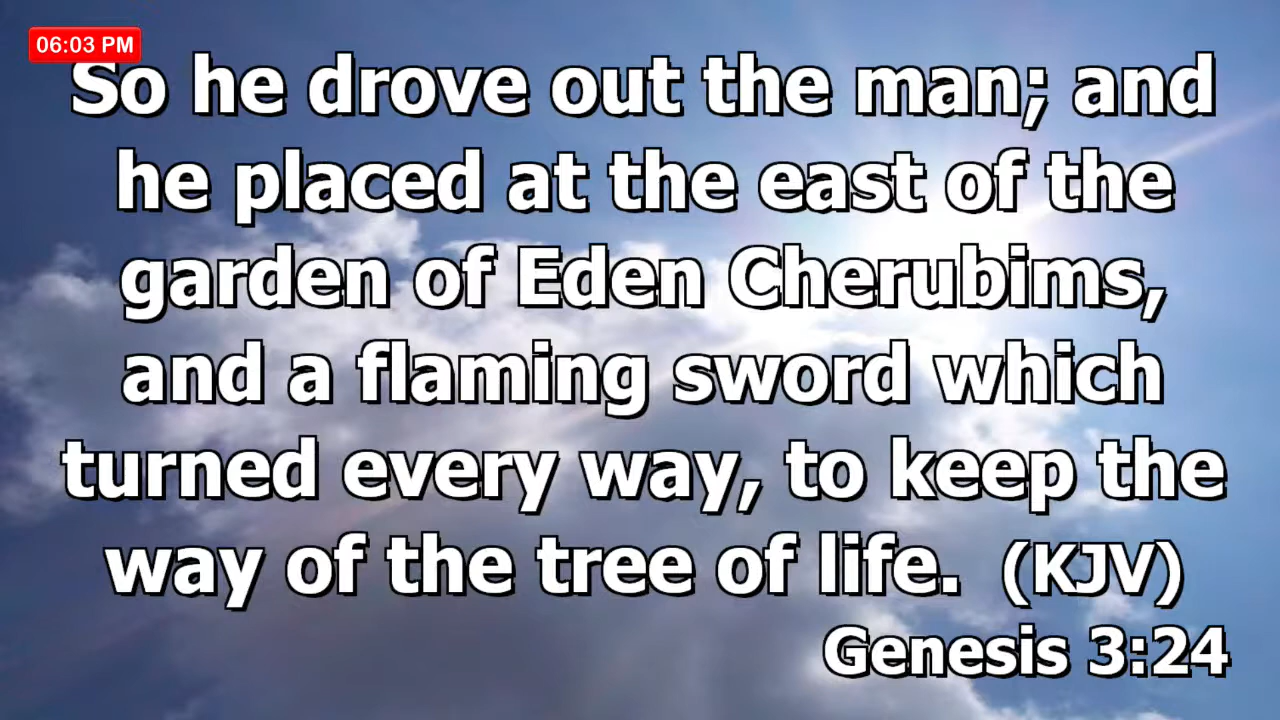 06:03 PM
So he drove out the man; and
he placed at the east of the
garden of Eden Cherubims,
and a flaming sword which
turned every way, to keep the
way of the tree of life. (KJV)
Genesis 3:24